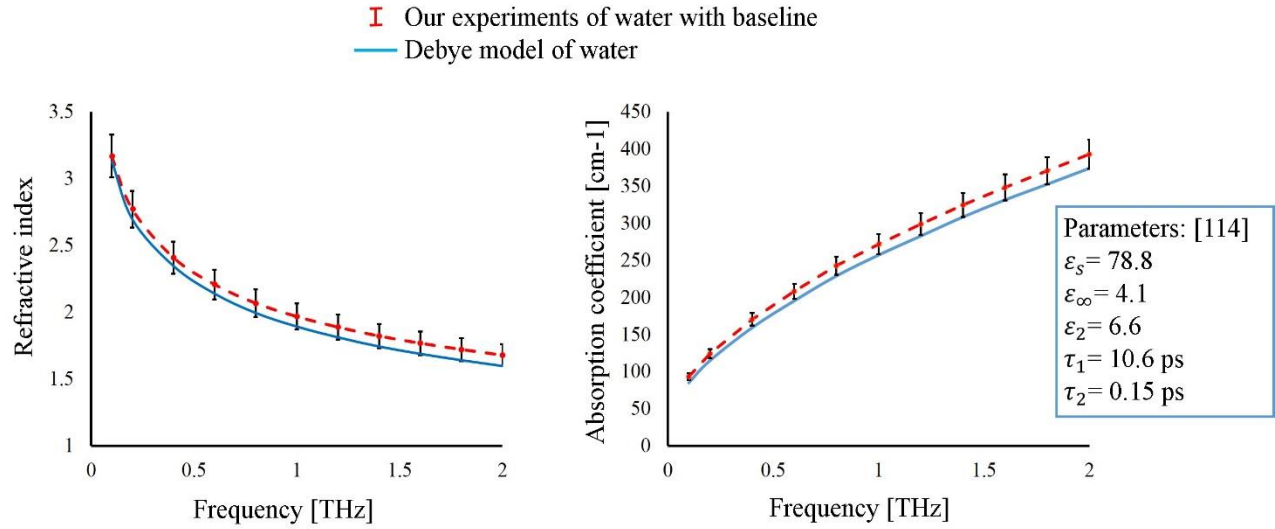 Our experiments of water with baseline
Debye model of water
3.5
3
2.5
2
1.5
1
0
0.5
1
1.5
2
Refractive index
Frequency [THz]
450
400
350
300
250
200
150
100
50
0
0
0.5
1
1.5
2
Absorption coefficient [cm-1]
Frequency [THz]
Parameters: [114]
εₛ= 78.8
ε∞= 4.1
ε₂= 6.6
τ₁= 10.6 ps
τ₂= 0.15 ps